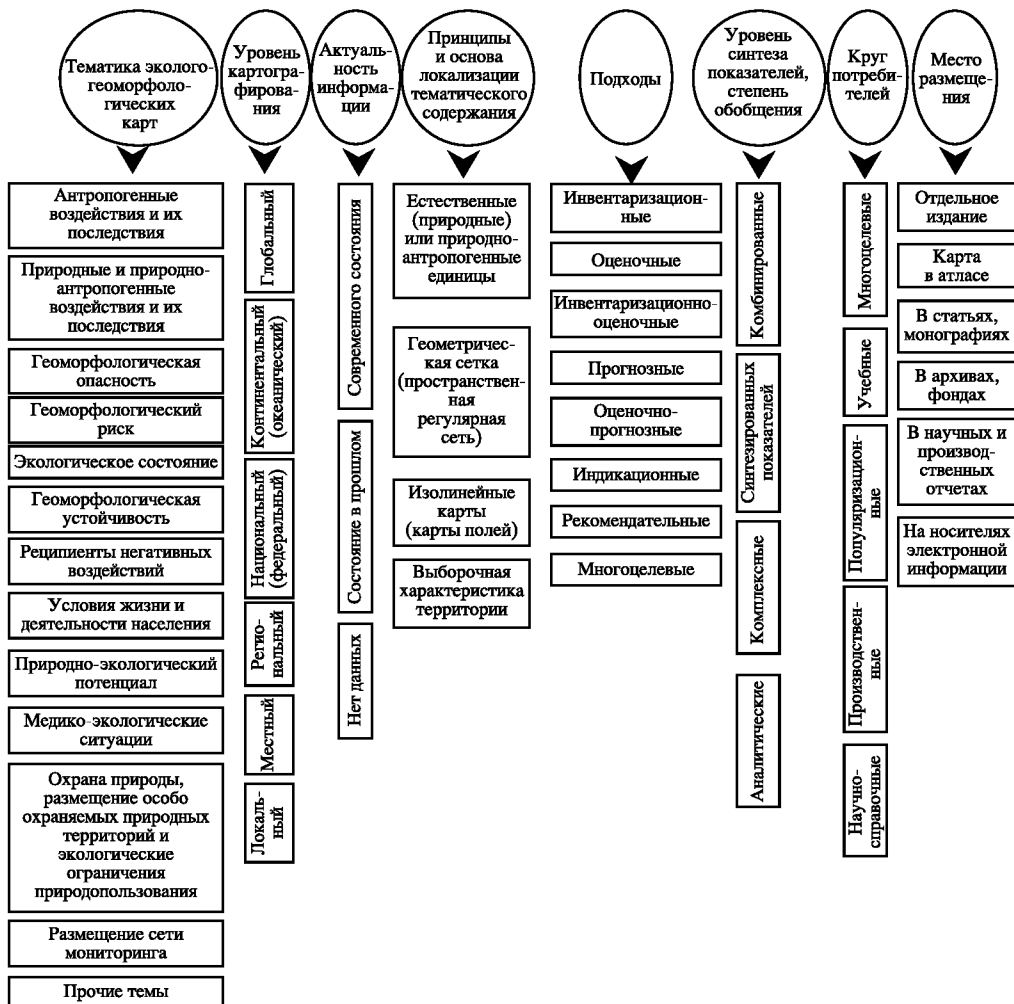 Тематика эколого-
геоморфоло-
гических
карт
Антропогенные
воздействия и их
последствия
Природные и природно-
антропогенные
воздействия и их
последствия
Геоморфологическая
опасность
Геоморфологический
риск
Экологическое состояние
Геоморфологическая
устойчивость
Реципиенты негативных
воздействий
Условия жизни и
деятельности населения
Природно-экологический
потенциал
Медико-экологические
ситуации
Охрана природы,
размещение особо
охраняемых природных
территорий и
экологические
ограничения
природопользования
Размещение сети
мониторинга
Прочие темы
Уровень
картогра-
фирования
Глобальный
Континентальный
(океанический)
Национальный
(федеральный)
Регио-
нальный
Местный
Локаль-
ный
Актуаль-
ность
информа-
ции
Современного состояния
Состояние в прошлом
Нет данных
Принципы
и основа
локализации
тематического
содержания
Естественные
(природные)
или природно-
антропогенные
единицы
Геометричес-
кая сетка
(пространствен-
ная
регулярная
сеть)
Изолинейные
карты
(карты полей)
Выборочная
характеристика
территории
Подходы
Инвентаризацион-
ные
Оценочные
Инвентаризационно-
оценочные
Прогнозные
Оценочно-
прогнозные
Индикационные
Рекомендательные
Многоцелевые
Уровень
синтеза
показателей,
степень
обобщения
Комбинированные
Синтезированных
показателей
Комплексные
Аналитические
Круг
потреби-
телей
Многоцелевые
Учебные
Популяризацион-
ные
Производствен-
ные
Научно-
справочные
Место
размеще-
ния
Отдельное
издание
Карта
в атласе
В статьях,
монографиях
В архивах,
фондах
В научных и
производ-
ственных
отчетах
На носителях
электронной
информации